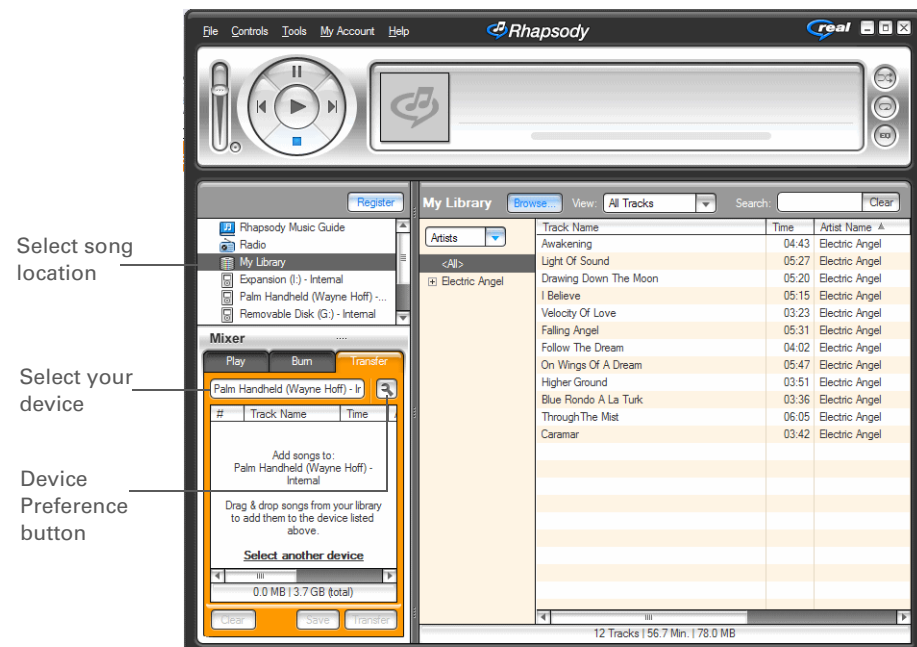 File Controls Tools My Account Help
Rhapsody
real
EQ
Register
My Library Browse... View: All Tracks Search: Clear
Rhapsody Music Guide
Radio
My Library
Expansion (I:) - Internal
Palm Handheld (Wayne Hoff) -...
Removable Disk (G:) - Internal
Select song
location
Mixer
Play Burn Transfer
Select your
device
Palm Handheld (Wayne Hoff) - Ir
# Track Name Time
Add songs to:
Palm Handheld (Wayne Hoff) -
Internal
Device
Preference
button
Drag & drop songs from your library
to add them to the device listed
above.
Select another device
0.0 MB | 3.7 GB (total)
Clear Save Transfer
Artists
<All>
Electric Angel
Track Name Time Artist Name
Awakening 04:43 Electric Angel
Light Of Sound 05:27 Electric Angel
Drawing Down The Moon 05:20 Electric Angel
I Believe 05:15 Electric Angel
Velocity Of Love 03:23 Electric Angel
Falling Angel 05:31 Electric Angel
Follow The Dream 04:02 Electric Angel
On Wings Of A Dream 05:47 Electric Angel
Higher Ground 03:51 Electric Angel
Blue Rondo A La Turk 03:36 Electric Angel
Through The Mist 06:05 Electric Angel
Caramar 03:42 Electric Angel
12 Tracks | 56.7 Min. | 78.0 MB